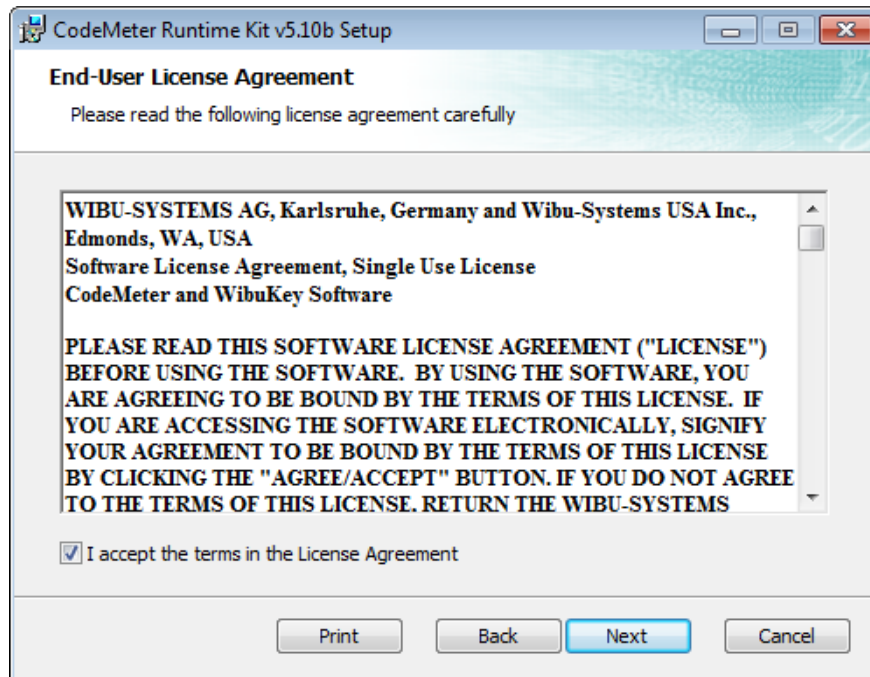 CodeMeter Runtime Kit v5.10b Setup
End-User License Agreement
Please read the following license agreement carefully
WIBU-SYSTEMS AG, Karlsruhe, Germany and Wibu-Systems USA Inc.,
Edmonds, WA, USA
Software License Agreement, Single Use License
CodeMeter and WibuKey Software
PLEASE READ THIS SOFTWARE LICENSE AGREEMENT ("LICENSE")
BEFORE USING THE SOFTWARE.  BY USING THE SOFTWARE, YOU
ARE AGREEING TO BE BOUND BY THE TERMS OF THIS LICENSE.  IF
YOU ARE ACCESSING THE SOFTWARE ELECTRONICALLY, SIGNIFY
YOUR AGREEMENT TO BE BOUND BY THE TERMS OF THIS LICENSE
BY CLICKING THE "AGREE/ACCEPT" BUTTON. IF YOU DO NOT AGREE
TO THE TERMS OF THIS LICENSE, RETURN THE WIBU-SYSTEMS
I accept the terms in the License Agreement
Print Back Next Cancel